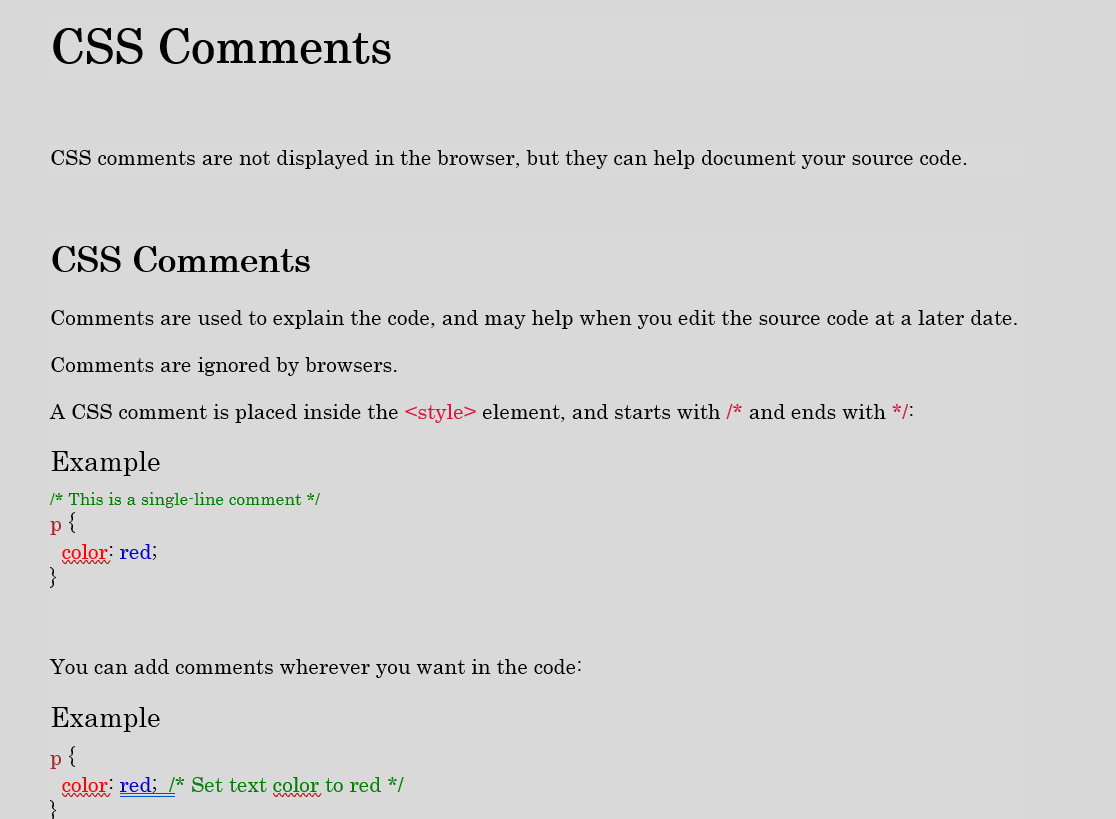 CSS Comments
CSS comments are not displayed in the browser, but they can help document your source code.
CSS Comments
Comments are used to explain the code, and may help when you edit the source code at a later date.
Comments are ignored by browsers.
A CSS comment is placed inside the <style> element, and starts with /* and ends with */:
Example
/* This is a single-line comment */
p {
  color: red;
}
You can add comments wherever you want in the code:
Example
p {
  color: red;  /* Set text color to red */
}